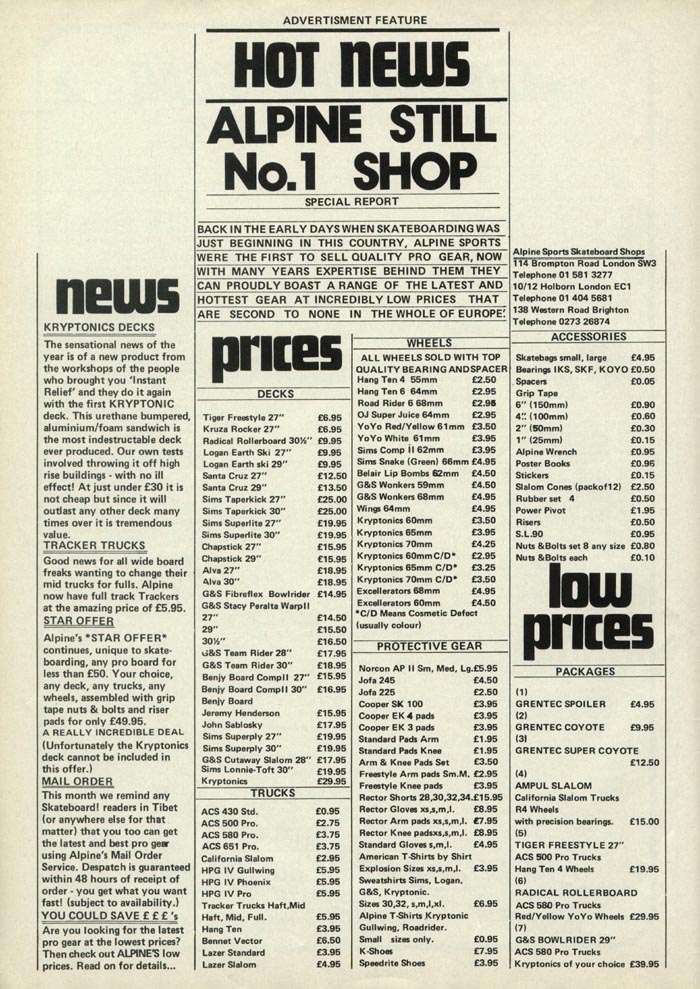 ADVERTISMENT FEATURE
HOT NEWS
ALPINE STILL
No.1 SHOP
SPECIAL REPORT
BACK IN THE EARLY DAYS WHEN SKATEBOARDING WAS
JUST BEGINNING IN THIS COUNTRY, ALPINE SPORTS
WERE THE FIRST TO SELL QUALITY PRO GEAR, NOW
WITH MANY YEARS EXPERTISE BEHIND THEM THEY
CAN PROUDLY BOAST A RANGE OF THE LATEST AND
HOTTEST GEAR AT INCREDIBLY LOW PRICES THAT
ARE SECOND TO NONE IN THE WHOLE OF EUROPE.
news
KRYPTONICS DECKS
The sensational news of the
year is of a new product from
the workshops of the people
who brought you 'Instant
Relief' and they do it again
with the first KRYPTONIC
deck. This urethane bumpered,
aluminium/foam sandwich is
the most indestructable deck
ever produced. Our own tests
involved throwing it off high
rise buildings - with no ill
effect! At just under £30 it is
not cheap but since it will
outlast any other deck many
times over it is tremendous
value.
TRACKER TRUCKS
Good news for all wide board
freaks wanting to change their
mid trucks for fulls. Alpine
now have full track Trackers
at the amazing price of £5.95.
STAR OFFER
Alpine's *STAR OFFER*
continues, unique to skate-
boarding, any pro board for
less than £50. Your choice,
any deck, any trucks, any
wheels, assembled with grip
tape nuts & bolts and riser
pads for only £49.95.
A REALLY INCREDIBLE DEAL
(Unfortunately the Kryptonics
deck cannot be included in
this offer.)
MAIL ORDER
This month we remind any
Skateboard! readers in Tibet
(or anywhere else for that
matter) that you too can get
the latest and best pro gear
using Alpine's Mail Order
Service. Despatch is guaranteed
within 48 hours of receipt of
order - you get what you want
fast! (subject to availability.)
YOU COULD SAVE £ £ £ 's
Are you looking for the latest
pro gear at the lowest prices?
Then check out ALPINE'S low
prices. Read on for details...
prices
DECKS
Tiger Freestyle 27" £6.95
Kruza Rocker 27" £6.95
Radical Rollerboard 30½" £9.95
Logan Earth Ski 27" £9.95
Logan Earth ski 29" £9.95
Santa Cruz 27" £12.50
Santa Cruz 29" £13.50
Sims Taperkick 27" £25.00
Sims Taperkick 30" £25.00
Sims Superlite 27" £19.95
Sims Superlite 30" £19.95
Chapstick 27" £15.95
Chapstick 29" £15.95
Alva 27" £18.95
Alva 30" £18.95
G&S Fibreflex Bowlrider £14.95
G&S Stacy Peralta WarpII
27" £14.50
29" £15.50
30½" £16.50
G&S Team Rider 28" £17.95
G&S Team Rider 30" £18.95
Benjy Board CompII 27" £15.95
Benjy Board CompII 30" £16.95
Benjy Board
Jeremy Henderson £15.95
John Sablosky £17.95
Sims Superply 27" £19.95
Sims Superply 30" £19.95
G&S Cutaway Slalom 28" £17.95
Sims Lonnie-Toft 30" £19.95
Kryptonics £29.95
TRUCKS
ACS 430 Std. £0.95
ACS 500 Pro. £2.75
ACS 580 Pro. £3.75
ACS 651 Pro. £3.75
California Slalom £2.95
HPG IV Gullwing £5.95
HPG IV Phoenix £5.95
HPG IV Pro £5.95
Tracker Trucks Haft,Mid
Haft, Mid, Full. £5.95
Hang Ten £3.95
Bennet Vector £6.50
Lazer Standard £3.95
Lazer Slalom £4.95
WHEELS
ALL WHEELS SOLD WITH TOP
QUALITY BEARING AND SPACER
Hang Ten 4 55mm £2.50
Hang Ten 6 64mm £2.95
Road Rider 6 68mm £2.95
OJ Super Juice 64mm £2.95
YoYo Red/Yellow 61mm £3.50
YoYo White 61mm £3.95
Sims Comp II 62mm £3.95
Sims Snake (Green) 66mm £4.95
Belair Lip Bombs 62mm £4.50
G&S Wonkers 59mm £4.50
G&S Wonkers 68mm £4.95
Wings 64mm £4.95
Kryptonics 60mm £3.50
Kryptonics 65mm £3.95
Kryptonics 70mm £4.25
Kryptonics 60mm C/D* £2.95
Kryptonics 65mm C/D* £3.25
Kryptonics 70mm C/D* £3.50
Excellerators 68mm £4.95
Excellerators 60mm £4.50
*C/D Means Cosmetic Defect
(usually colour)
PROTECTIVE GEAR
Norcon AP II Sm, Med, Lg. £5.95
Jofa 245 £4.50
Jofa 225 £2.50
Cooper SK 100 £3.95
Cooper EK 4 pads £3.95
Cooper EK 3 pads £3.95
Standard Pads Arm £1.95
Standard Pads Knee £1.95
Arm & Knee Pads Set £3.50
Freestyle Arm pads Sm.M. £2.95
Freestyle Knee pads £3.95
Rector Shorts 28,30,32,34. £15.95
Rector Gloves xs,s,m,l. £8.95
Rector Arm pads xs,s,m,l. £7.95
Rector Knee padsxs,s,m,l. £8.95
Standard Gloves s,m,l. £4.95
American T-Shirts by Shirt
Explosion Sizes xs,s,m,l. £3.95
Sweatshirts Sims, Logan,
G&S, Kryptonic.
Sizes 30,32, s,m,l,xl. £6.95
Alpine T-Shirts Kryptonic
Gullwing, Roadrider.
Small sizes only. £0.95
K-Shoes £7.95
Speedrite Shoes £3.95
Alpine Sports Skateboard Shops
114 Brompton Road London SW3
Telephone 01 581 3277
10/12 Holborn London EC1
Telephone 01 404 5681
138 Western Road Brighton
Telephone 0273 26874
ACCESSORIES
Skatebags small, large £4.95
Bearings IKS, SKF, KOYO £0.50
Spacers £0.05
Grip Tape
6" (150mm) £0.90
4" (100mm) £0.60
2" (50mm) £0.30
1" (25mm) £0.15
Alpine Wrench £0.95
Poster Books £0.96
Stickers £0.15
Slalom Cones (pack of 12) £2.50
Rubber set 4 £0.50
Power Pivot £1.95
Risers £0.50
S.L.90 £0.95
Nuts &Bolts set 8 any size £0.80
Nuts &Bolts each £0.10
low
prices
PACKAGES
(1)
GRENTEC SPOILER £4.95
(2)
GRENTEC COYOTE £9.95
(3)
GRENTEC SUPER COYOTE
£12.50
(4)
AMPUL SLALOM
California Slalom Trucks
R4 Wheels
with precision bearings. £15.00
(5)
TIGER FREESTYLE 27"
ACS 500 Pro Trucks
Hang Ten 4 Wheels £19.95
(6)
RADICAL ROLLERBOARD
ACS 580 Pro Trucks
Red/Yellow YoYo Wheels £29.95
(7)
G&S BOWLRIDER 29"
ACS 580 Pro Trucks
Kryptonics of your choice £39.95